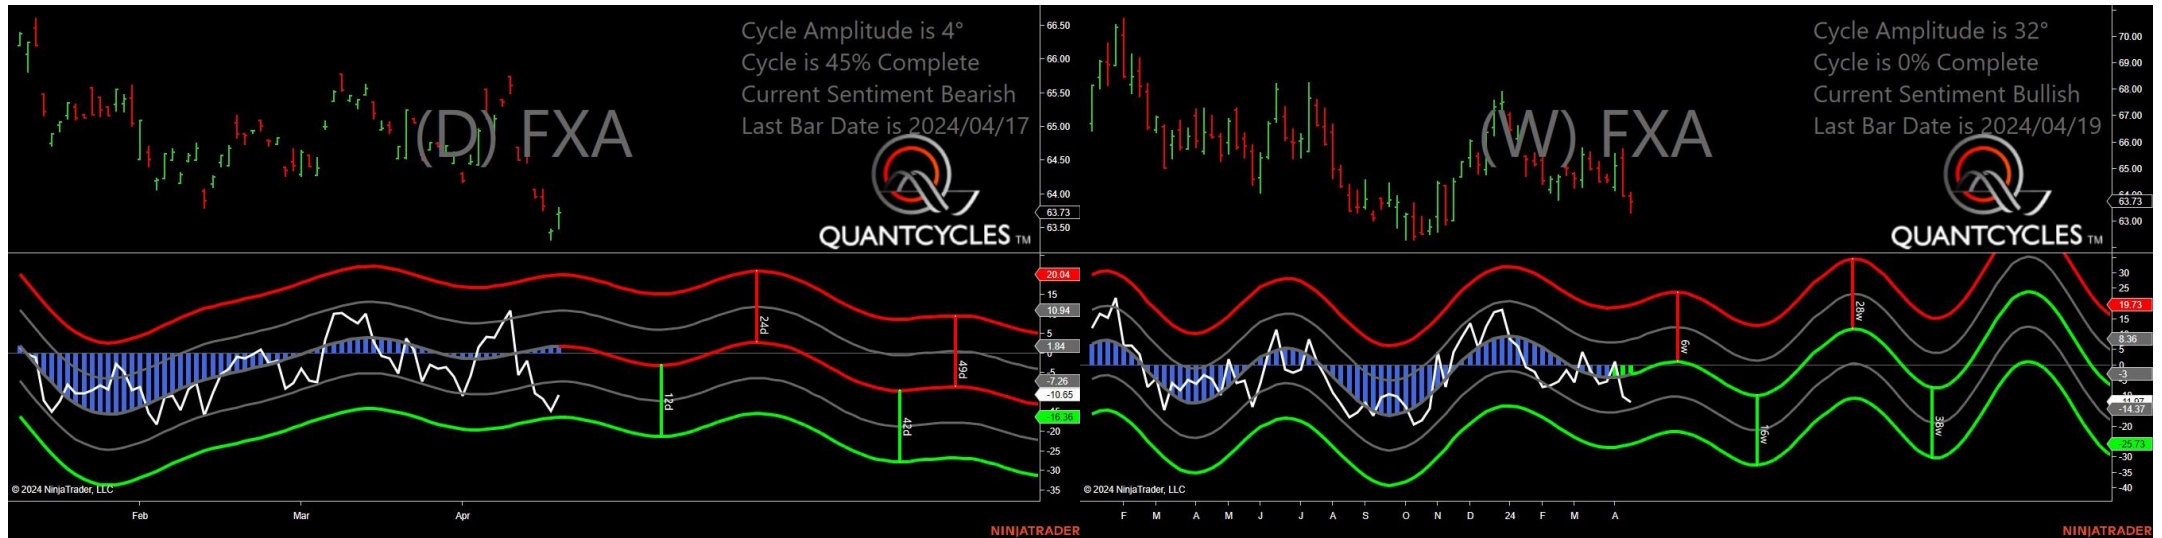 Cycle Amplitude is 4°
Cycle is 45% Complete
Current Sentiment Bearish
Last Bar Date is 2024/04/17
(D) FXA
QUANTCYCLES TM
66.50
66.00
65.50
65.00
64.50
64.00
63.73
63.50
20.04
15
10.94
5
1.84
0
-5
-7.26
-10.65
-16.36
-20
-25
-30
-35
24d
49d
12d
42d
© 2024 NinjaTrader, LLC
Feb
Mar
Apr
NINJATRADER
Cycle Amplitude is 32°
Cycle is 0% Complete
Current Sentiment Bullish
Last Bar Date is 2024/04/19
(W) FXA
QUANTCYCLES TM
70.00
69.00
68.00
67.00
66.00
65.00
64.00
63.73
63.00
30
25
19.73
15
8.36
0
-3
-14.37
-20
-25.73
-30
-35
-40
6w
28w
16w
38w
© 2024 NinjaTrader, LLC
F M A M J J A S O N D 24 F M A
NINJATRADER